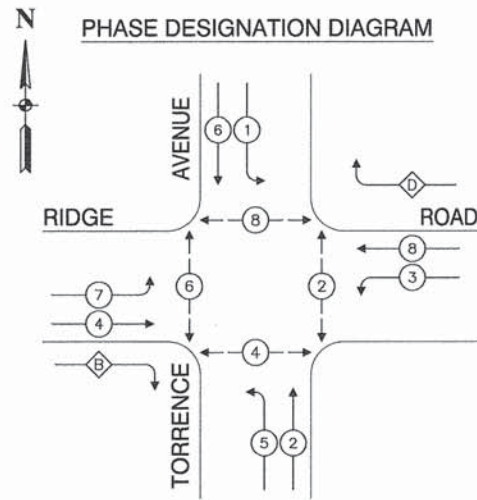 N
PHASE DESIGNATION DIAGRAM
AVENUE
6 1
D
RIDGE
8
ROAD
8
7
6
2
3
4
4
B
TORRENCE
5 2